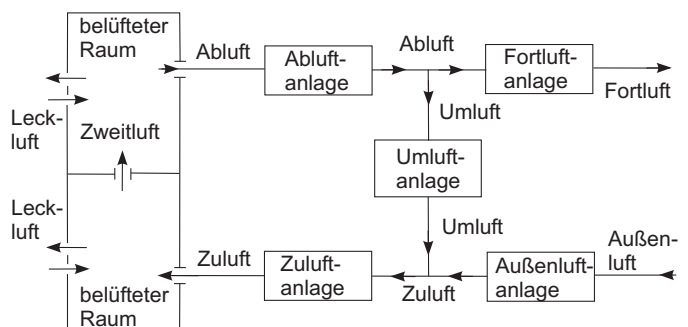 belüfteter
Raum
Abluft
Abluft-
anlage
Abluft
Fortluft-
anlage
Fortluft
Leck-
luft
Zweitluft
Umluft
Umluft-
anlage
Leck-
luft
Umluft
Zuluft
Zuluft-
anlage
Zuluft
Außenluft-
anlage
Außen-
luft
belüfteter
Raum